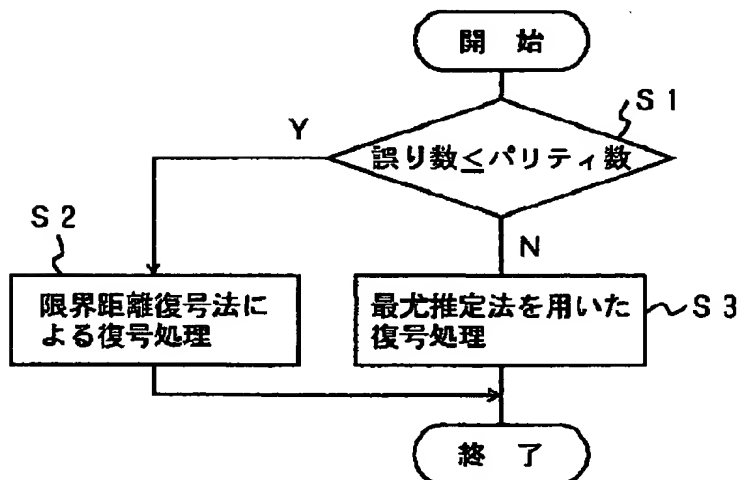 開 始
S 1
誤り数≦パリティ数
Y
N
S 2
限界距離復号法に
よる復号処理
最尤推定法を用いた
復号処理
S 3
終 了